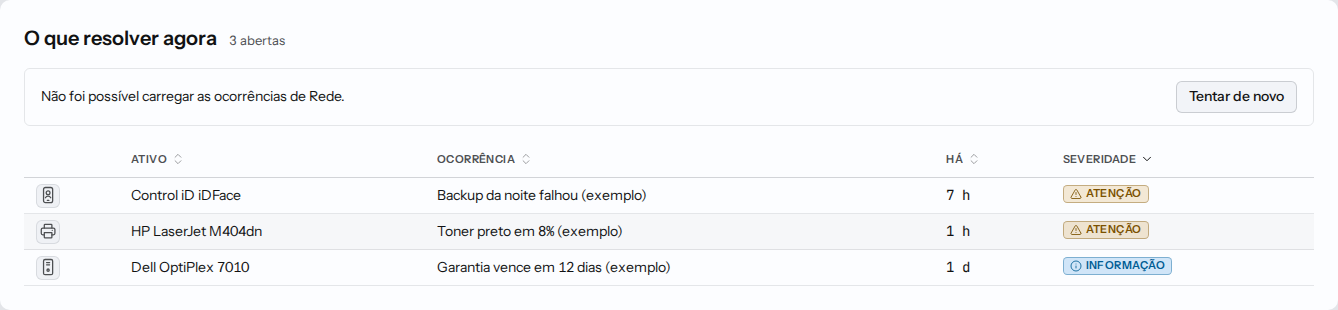 O que resolver agora 3 abertas
Não foi possível carregar as ocorrências de Rede. Tentar de novo
ATIVO OCORRÊNCIA HÁ SEVERIDADE
Control iD iDFace Backup da noite falhou (exemplo) 7 h ATENÇÃO
HP LaserJet M404dn Toner preto em 8% (exemplo) 1 h ATENÇÃO
Dell OptiPlex 7010 Garantia vence em 12 dias (exemplo) 1 d INFORMAÇÃO